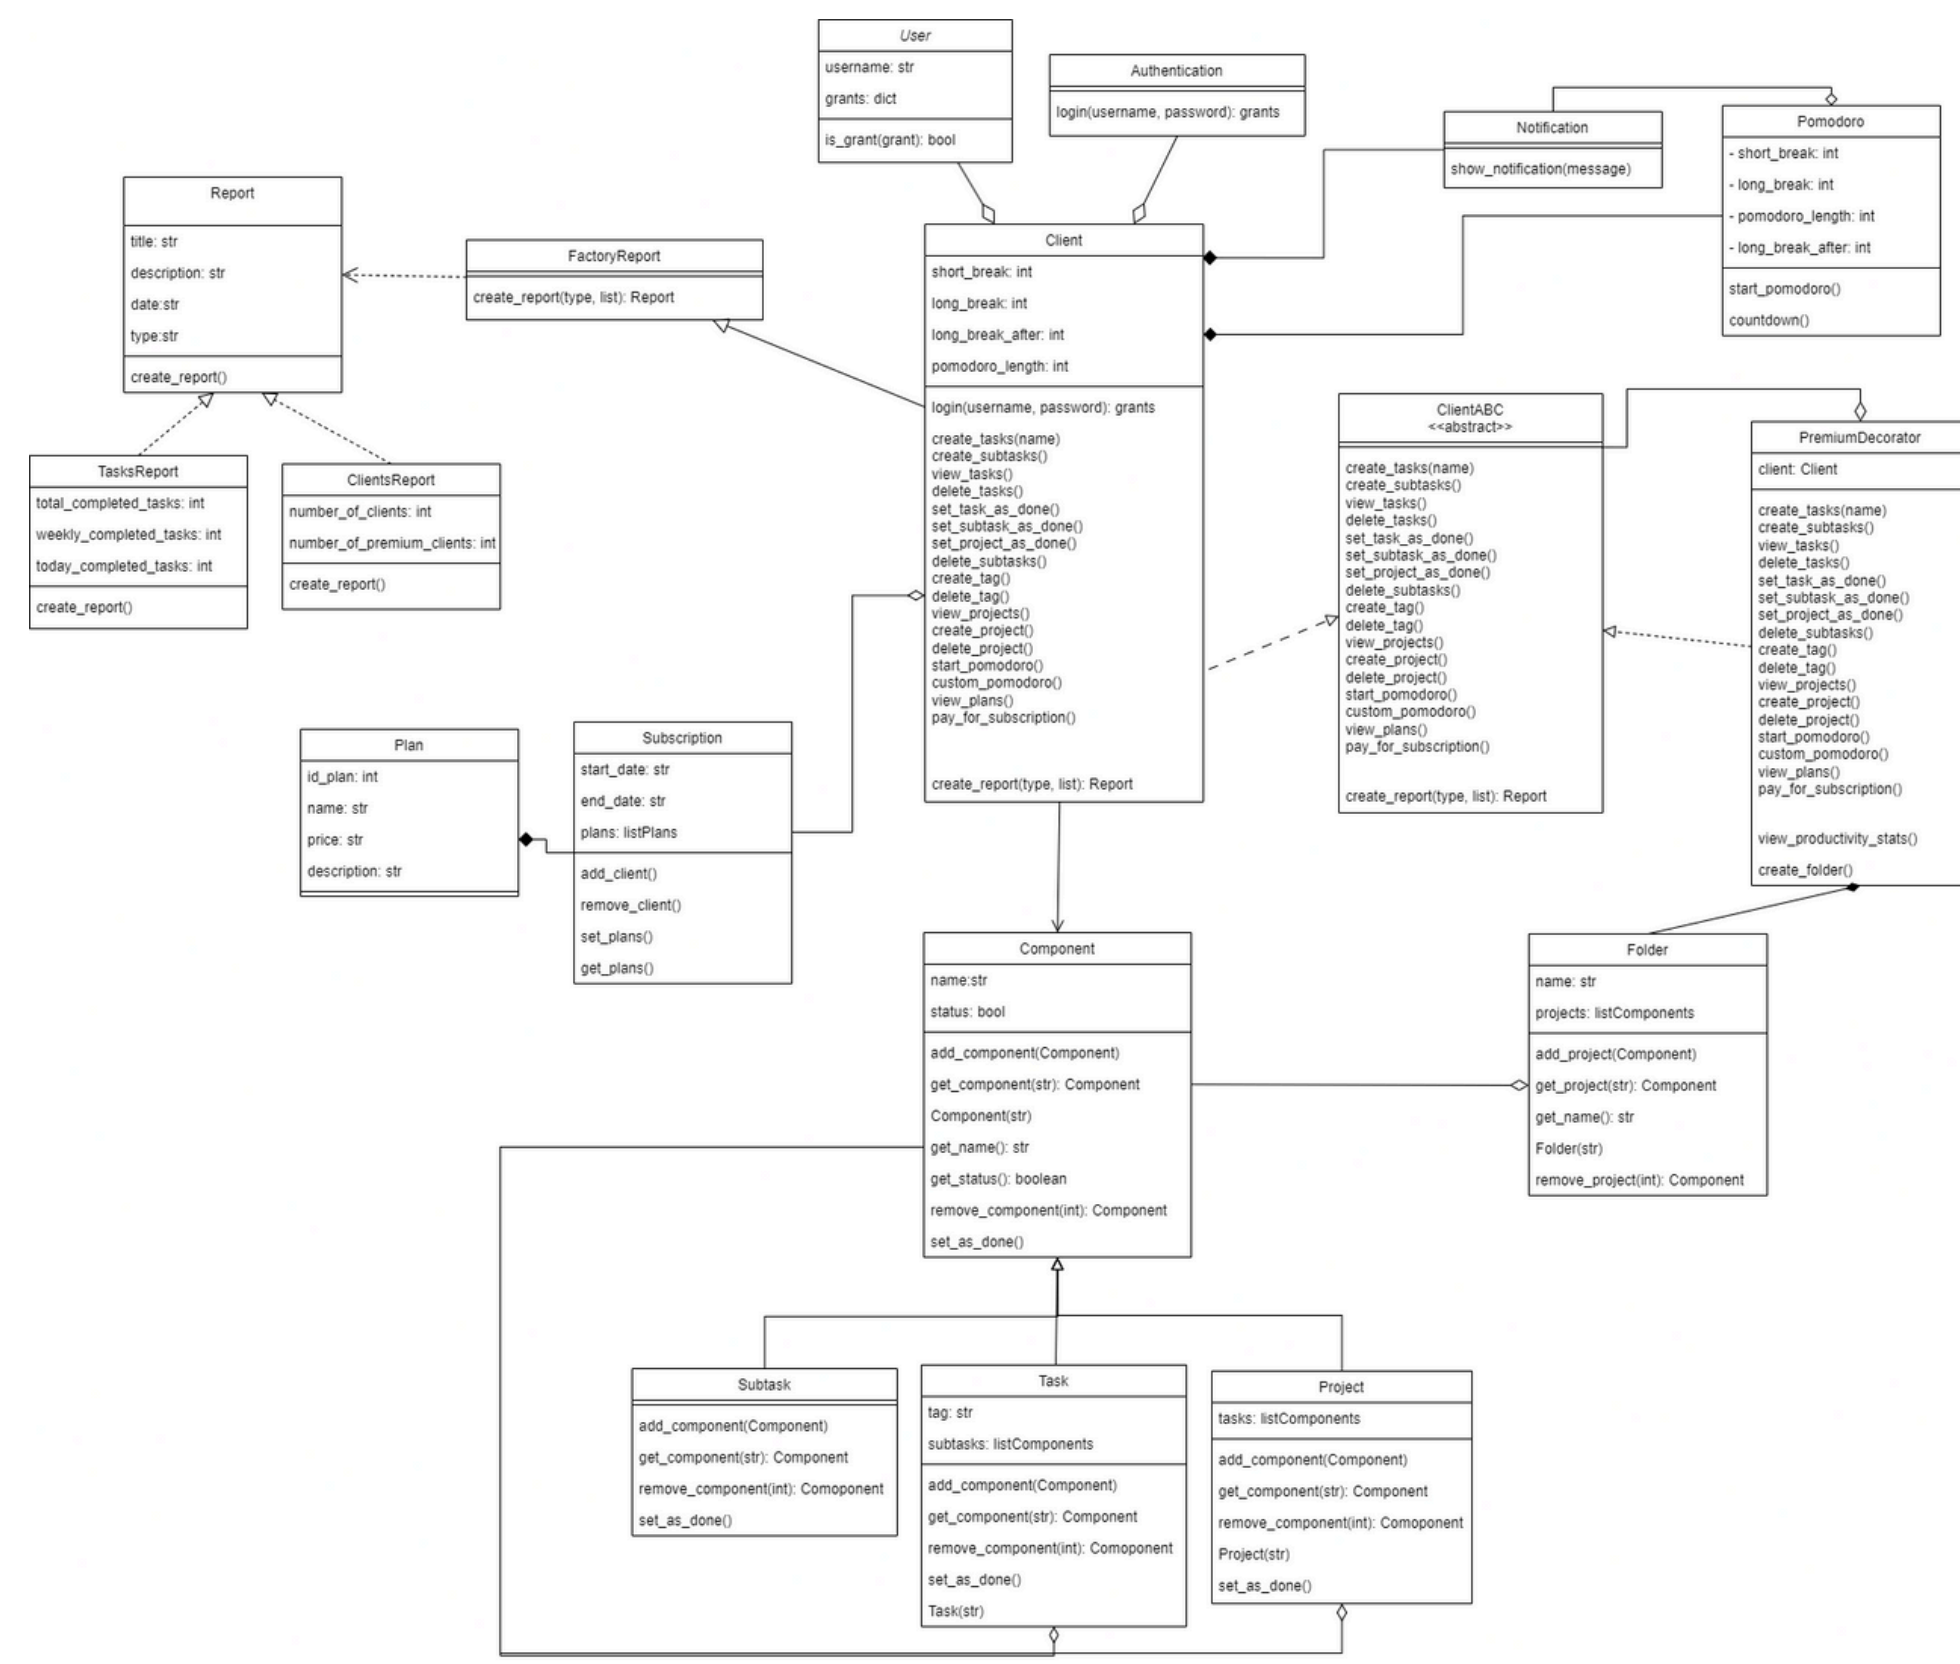 User
username: str
grants: dict
is_grant(grant): bool
Authentication
login(username, password): grants
Notification
show_notification(message)
Pomodoro
- short_break: int
- long_break: int
- pomodoro_length: int
- long_break_after: int
start_pomodoro()
countdown()
Report
title: str
description: str
date:str
type:str
create_report()
FactoryReport
create_report(type, list): Report
Client
short_break: int
long_break: int
long_break_after: int
pomodoro_length: int
login(username, password): grants
create_tasks(name)
create_subtasks()
view_tasks()
delete_tasks()
set_task_as_done()
set_subtask_as_done()
set_project_as_done()
delete_subtasks()
create_tag()
delete_tag()
view_projects()
create_project()
delete_project()
start_pomodoro()
custom_pomodoro()
view_plans()
pay_for_subscription()
create_report(type, list): Report
ClientABC
<<abstract>>
create_tasks(name)
create_subtasks()
view_tasks()
delete_tasks()
set_task_as_done()
set_subtask_as_done()
set_project_as_done()
delete_subtasks()
create_tag()
delete_tag()
view_projects()
create_project()
delete_project()
start_pomodoro()
custom_pomodoro()
view_plans()
pay_for_subscription()
create_report(type, list): Report
PremiumDecorator
client: Client
create_tasks(name)
create_subtasks()
view_tasks()
delete_tasks()
set_task_as_done()
set_subtask_as_done()
set_project_as_done()
delete_subtasks()
create_tag()
delete_tag()
view_projects()
create_project()
delete_project()
start_pomodoro()
custom_pomodoro()
view_plans()
pay_for_subscription()
view_productivity_stats()
create_folder()
TasksReport
total_completed_tasks: int
weekly_completed_tasks: int
today_completed_tasks: int
create_report()
ClientsReport
number_of_clients: int
number_of_premium_clients: int
create_report()
Plan
id_plan: int
name: str
price: str
description: str
Subscription
start_date: str
end_date: str
plans: listPlans
add_client()
remove_client()
set_plans()
get_plans()
Component
name:str
status: bool
add_component(Component)
get_component(str): Component
Component(str)
get_name(): str
get_status(): boolean
remove_component(int): Component
set_as_done()
Folder
name: str
projects: listComponents
add_project(Component)
get_project(str): Component
get_name(): str
Folder(str)
remove_project(int): Component
Subtask
add_component(Component)
get_component(str): Component
remove_component(int): Comoponent
set_as_done()
Task
tag: str
subtasks: listComponents
add_component(Component)
get_component(str): Component
remove_component(int): Comoponent
set_as_done()
Task(str)
Project
tasks: listComponents
add_component(Component)
get_component(str): Component
remove_component(int): Comoponent
Project(str)
set_as_done()